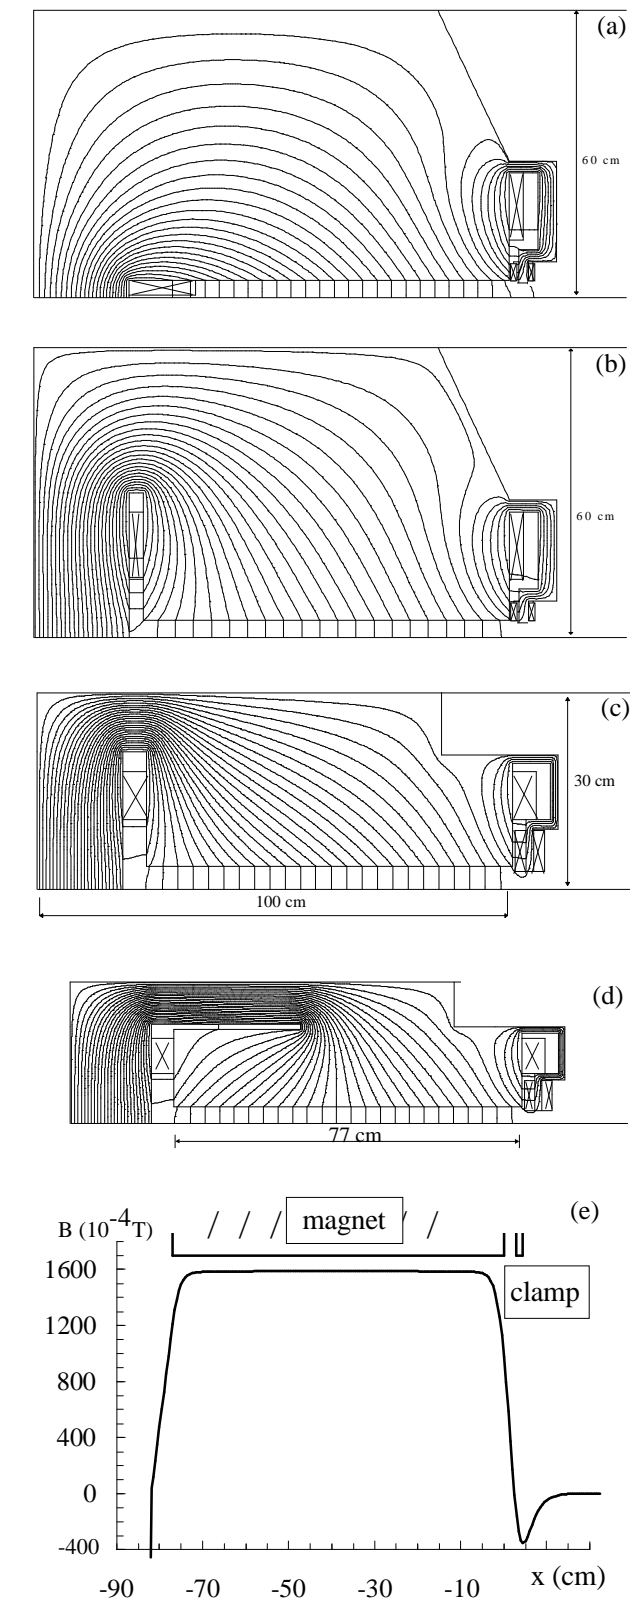 (a)
60 cm
(b)
60 cm
(c)
30 cm
100 cm
(d)
77 cm
(e)
B (10⁻⁴T)
magnet
clamp
1600
1200
800
400
0
-400
-90 -70 -50 -30 -10
x (cm)